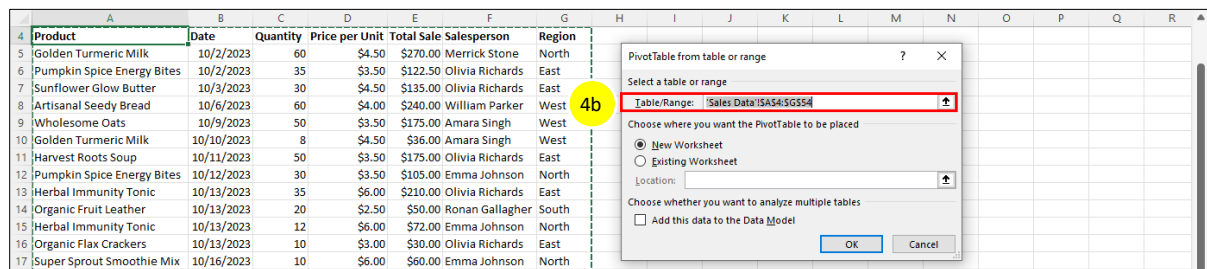 A B C D E F G H I J K L M N O P Q R
4 Product Date Quantity Price per Unit Total Sale Salesperson Region
5 Golden Turmeric Milk 10/2/2023 60 $4.50 $270.00 Merrick Stone North
6 Pumpkin Spice Energy Bites 10/2/2023 35 $3.50 $122.50 Olivia Richards East
7 Sunflower Glow Butter 10/3/2023 30 $4.50 $135.00 Olivia Richards East
8 Artisanal Seedy Bread 10/6/2023 60 $4.00 $240.00 William Parker West
9 Wholesome Oats 10/9/2023 50 $3.50 $175.00 Amara Singh West
10 Golden Turmeric Milk 10/10/2023 8 $4.50 $36.00 Amara Singh West
11 Harvest Roots Soup 10/11/2023 50 $3.50 $175.00 Olivia Richards East
12 Pumpkin Spice Energy Bites 10/12/2023 30 $3.50 $105.00 Emma Johnson North
13 Herbal Immunity Tonic 10/13/2023 35 $6.00 $210.00 Olivia Richards East
14 Organic Fruit Leather 10/13/2023 20 $2.50 $50.00 Ronan Gallagher South
15 Herbal Immunity Tonic 10/13/2023 12 $6.00 $72.00 Emma Johnson North
16 Organic Flax Crackers 10/13/2023 10 $3.00 $30.00 Olivia Richards East
17 Super Sprout Smoothie Mix 10/16/2023 10 $6.00 $60.00 Emma Johnson North
4b
PivotTable from table or range ? ×
Select a table or range
Table/Range: 'Sales Data'!$A$4:$G$54
Choose where you want the PivotTable to be placed
New Worksheet
Existing Worksheet
Location:
Choose whether you want to analyze multiple tables
Add this data to the Data Model
OK Cancel